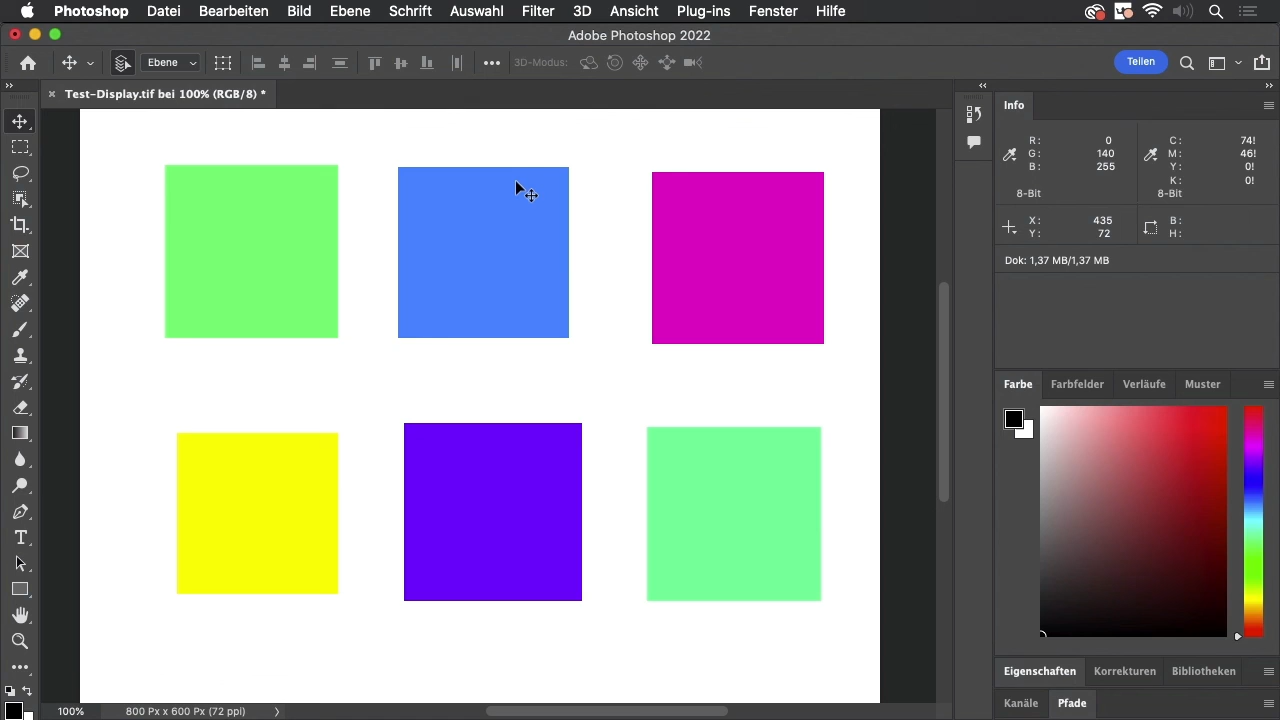 Photoshop Datei Bearbeiten Bild Ebene Schrift Auswahl Filter 3D Ansicht Plug-ins Fenster Hilfe
Adobe Photoshop 2022
Ebene 3D-Modus: Teilen
Test-Display.tif bei 100% (RGB/8) *
Info
R: 0 C: 74!
G: 140 M: 46!
B: 255 Y: 0!
K: 0!
8-Bit 8-Bit
X: 435 B:
Y: 72 H:
Dok: 1,37 MB/1,37 MB
Farbe Farbfelder Verläufe Muster
Eigenschaften Korrekturen Bibliotheken
Kanäle Pfade
100% 800 Px x 600 Px (72 ppi)